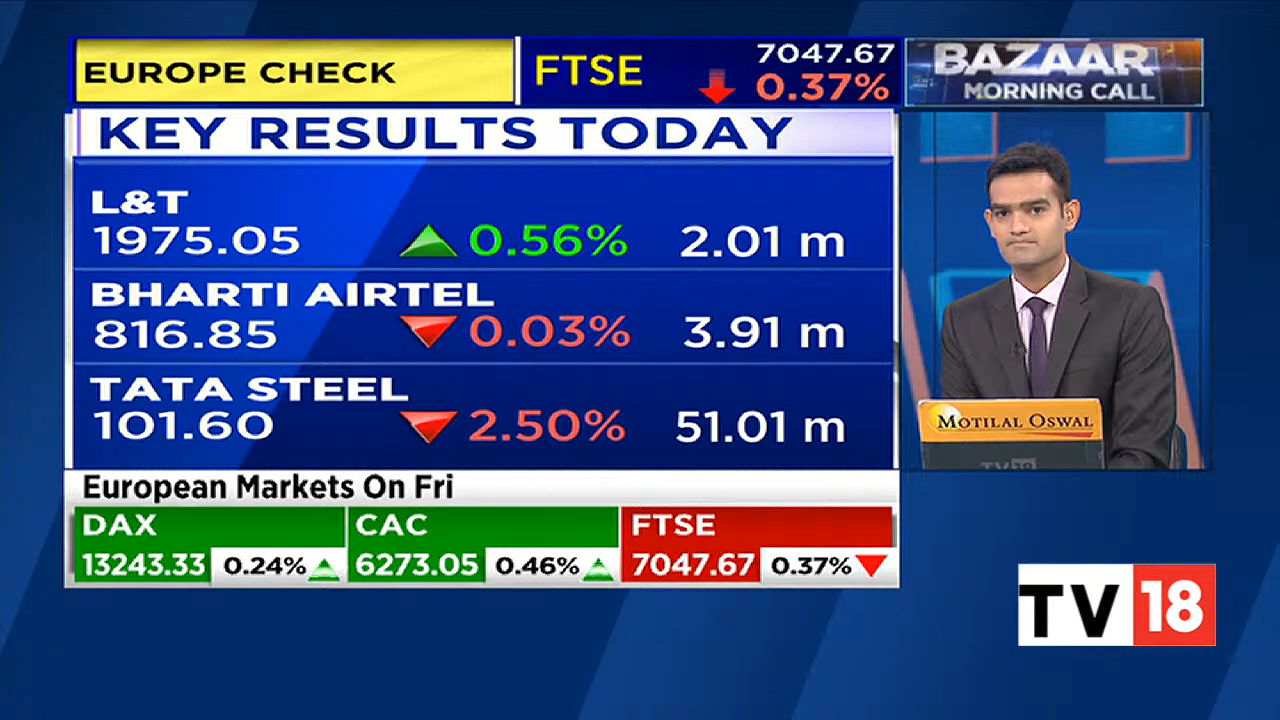 EUROPE CHECK
FTSE
7047.67
0.37%
BAZAAR
MORNING CALL
KEY RESULTS TODAY
L&T
1975.05 0.56% 2.01 m
BHARTI AIRTEL
816.85 0.03% 3.91 m
TATA STEEL
101.60 2.50% 51.01 m
MOTILAL OSWAL
TV18
European Markets On Fri
DAX
13243.33 0.24%
CAC
6273.05 0.46%
FTSE
7047.67 0.37%
TV18